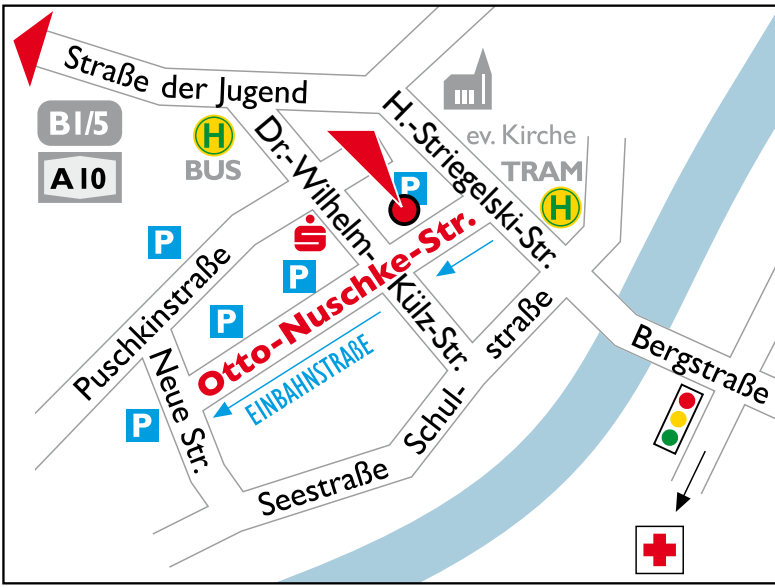 Straße der Jugend
B1/5
A10
H
BUS
Dr.-Wilhelm-
Külz-Str.
H.-Striegelski-Str.
ev. Kirche
TRAM
H
P
P
P
P
P
Otto-Nuschke-Str.
EINBAHNSTRAßE
Puschkinstraße
Neue Str.
Schul-
straße
Seestraße
Bergstraße